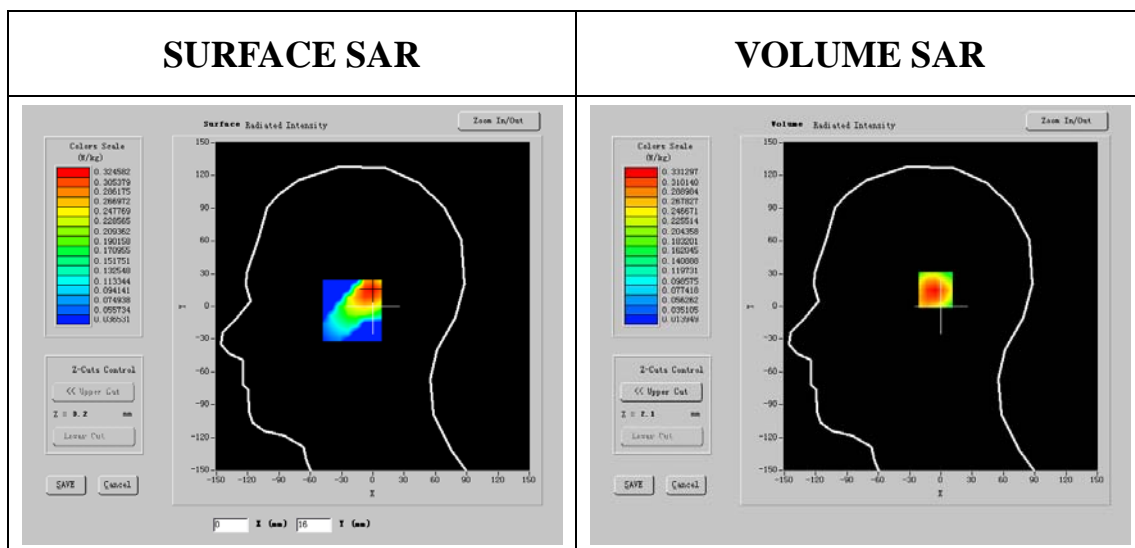 SURFACE SAR
VOLUME SAR
Surface Radiated Intensity
Zoom In/Out
Colors Scale
(W/kg)
0.324582
0.305379
0.286175
0.266972
0.247769
0.228565
0.209362
0.190158
0.170955
0.151751
0.132548
0.113344
0.094141
0.074938
0.055734
0.036531
150
120
90
60
30
0
-30
-60
-90
-120
-150
Y
-150 -120 -90 -60 -30 0 30 60 90 120 150
X
Z-Cuts Control
<< Upper Cut
mm
Lower Cut
SAVE Cancel
0 X (mm) 16 Y (mm)
Volume Radiated Intensity
Zoom In/Out
Colors Scale
(W/kg)
0.331297
0.310140
0.288984
0.267827
0.246671
0.225514
0.204358
0.183201
0.162045
0.140888
0.119731
0.098575
0.077418
0.056262
0.035105
0.013949
150
120
90
60
30
0
-30
-60
-90
-120
-150
Y
-150 -120 -90 -60 -30 0 30 60 90 120 150
X
Z-Cuts Control
<< Upper Cut
mm
Lower Cut
SAVE Cancel